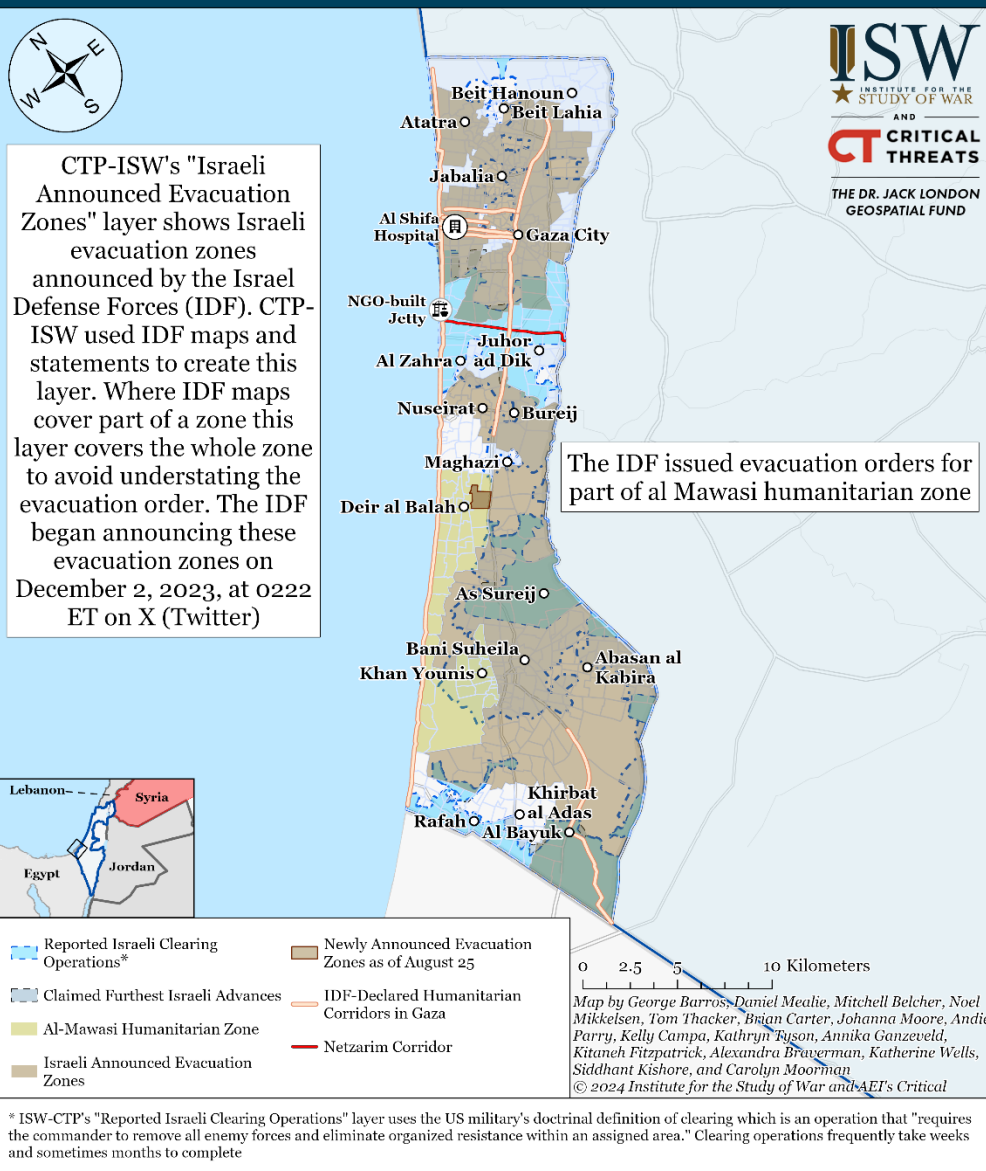 N
E
W
S
ISW
INSTITUTE FOR THE
STUDY OF WAR
AND
CT CRITICAL
THREATS
THE DR. JACK LONDON
GEOSPATIAL FUND
CTP-ISW's "Israeli
Announced Evacuation
Zones" layer shows Israeli
evacuation zones
announced by the Israel
Defense Forces (IDF). CTP-
ISW used IDF maps and
statements to create this
layer. Where IDF maps
cover part of a zone this
layer covers the whole zone
to avoid understating the
evacuation order. The IDF
began announcing these
evacuation zones on
December 2, 2023, at 0222
ET on X (Twitter)
Beit Hanoun
Beit Lahia
Atatra
Jabalia
Al Shifa
Hospital
Gaza City
NGO-built
Jetty
Juhor
ad Dik
Al Zahra
Nuseirat
Bureij
Maghazi
The IDF issued evacuation orders for
part of al Mawasi humanitarian zone
Deir al Balah
As Sureij
Bani Suheila
Abasan al
Kabira
Khan Younis
Khirbat
al Adas
Rafah
Al Bayuk
Lebanon
Syria
Jordan
Egypt
Reported Israeli Clearing
Operations*
Claimed Furthest Israeli Advances
Al-Mawasi Humanitarian Zone
Israeli Announced Evacuation
Zones
Newly Announced Evacuation
Zones as of August 25
IDF-Declared Humanitarian
Corridors in Gaza
Netzarim Corridor
0 2.5 5 10 Kilometers
Map by George Barros, Daniel Mealie, Mitchell Belcher, Noel
Mikkelsen, Tom Thacker, Brian Carter, Johanna Moore, Andie
Parry, Kelly Campa, Kathryn Tyson, Annika Ganzeveld,
Kitaneh Fitzpatrick, Alexandra Braverman, Katherine Wells,
Siddhant Kishore, and Carolyn Moorman
© 2024 Institute for the Study of War and AEI's Critical
* ISW-CTP's "Reported Israeli Clearing Operations" layer uses the US military's doctrinal definition of clearing which is an operation that "requires
the commander to remove all enemy forces and eliminate organized resistance within an assigned area." Clearing operations frequently take weeks
and sometimes months to complete